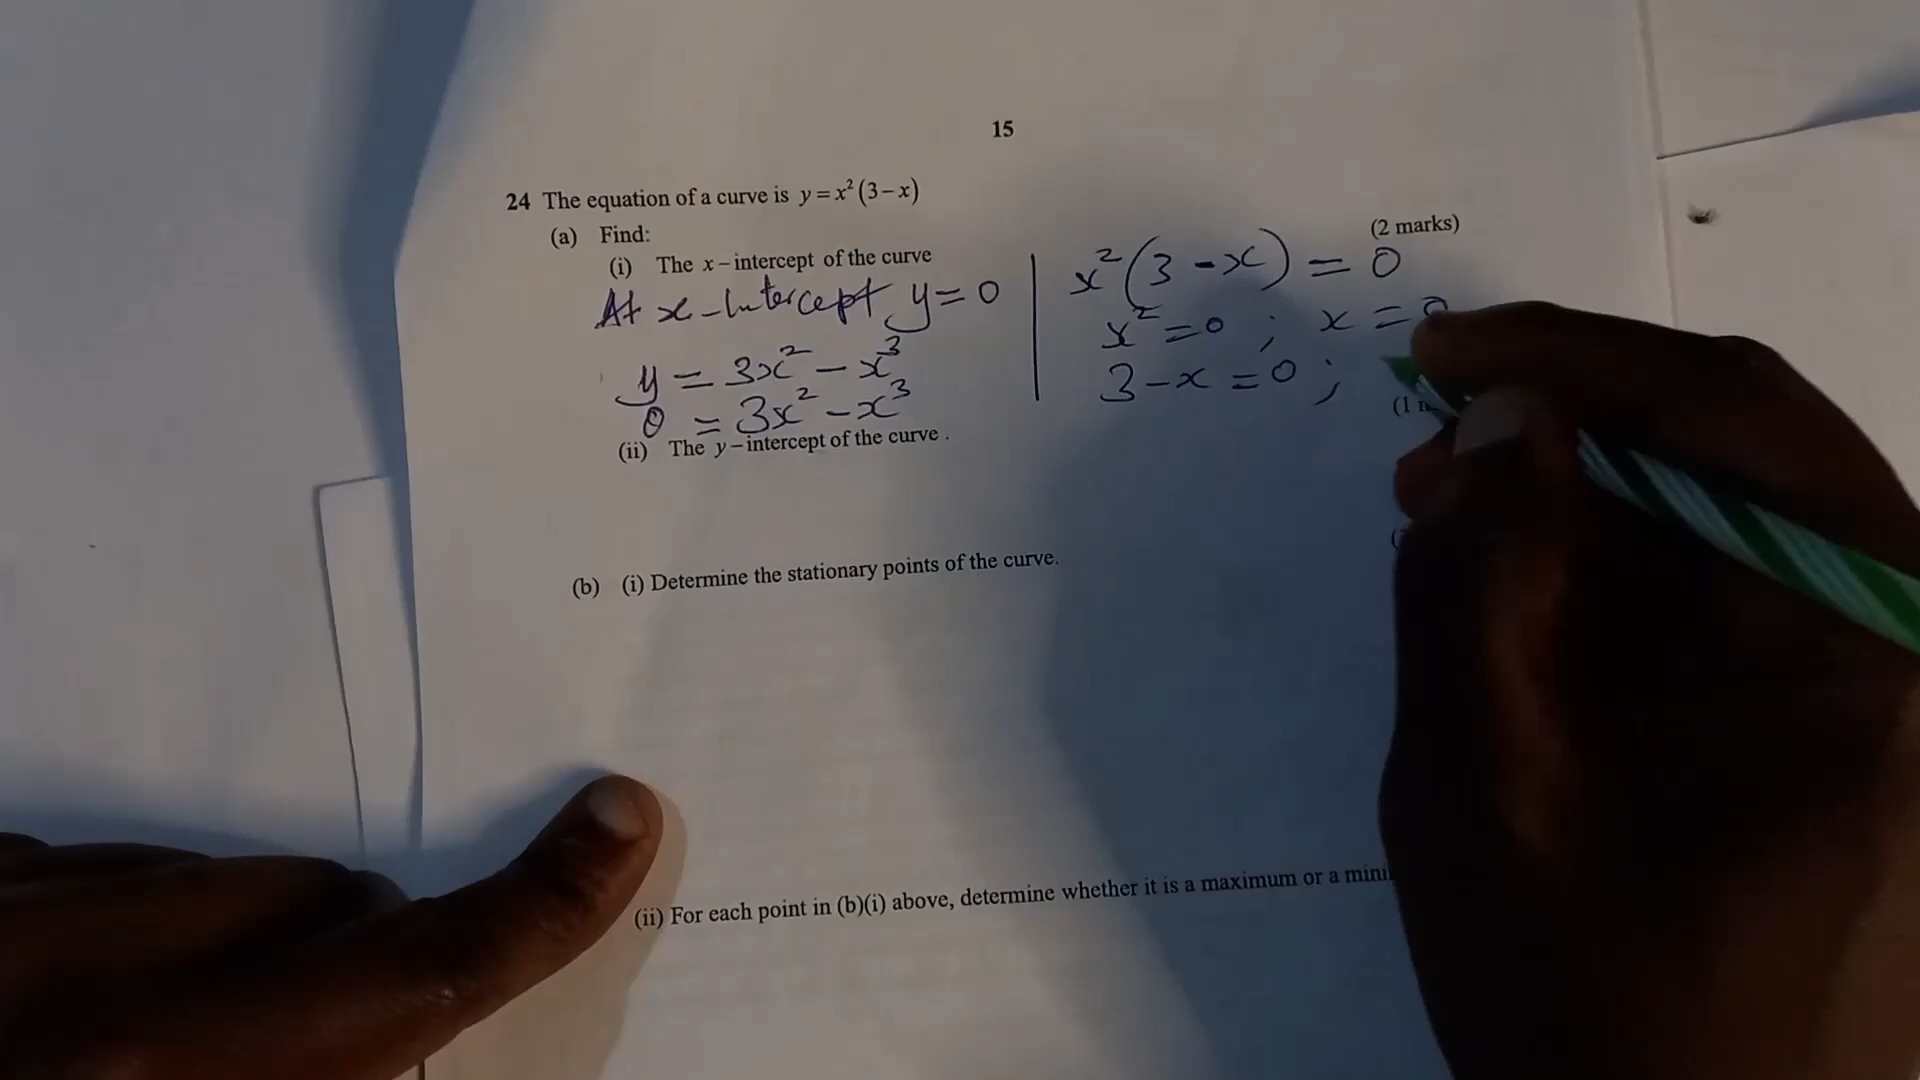 15
24 The equation of a curve is y = x² (3 – x)
(a) Find:
(2 marks)
(i) The x – intercept of the curve
At x – Intercept y = 0
y = 3x² – x³
0 = 3x² – x³
x² (3 – x) = 0
x² = 0 ; x = 0
3 – x = 0 ;
(1
(ii) The y – intercept of the curve .
(b) (i) Determine the stationary points of the curve.
(ii) For each point in (b)(i) above, determine whether it is a maximum or a